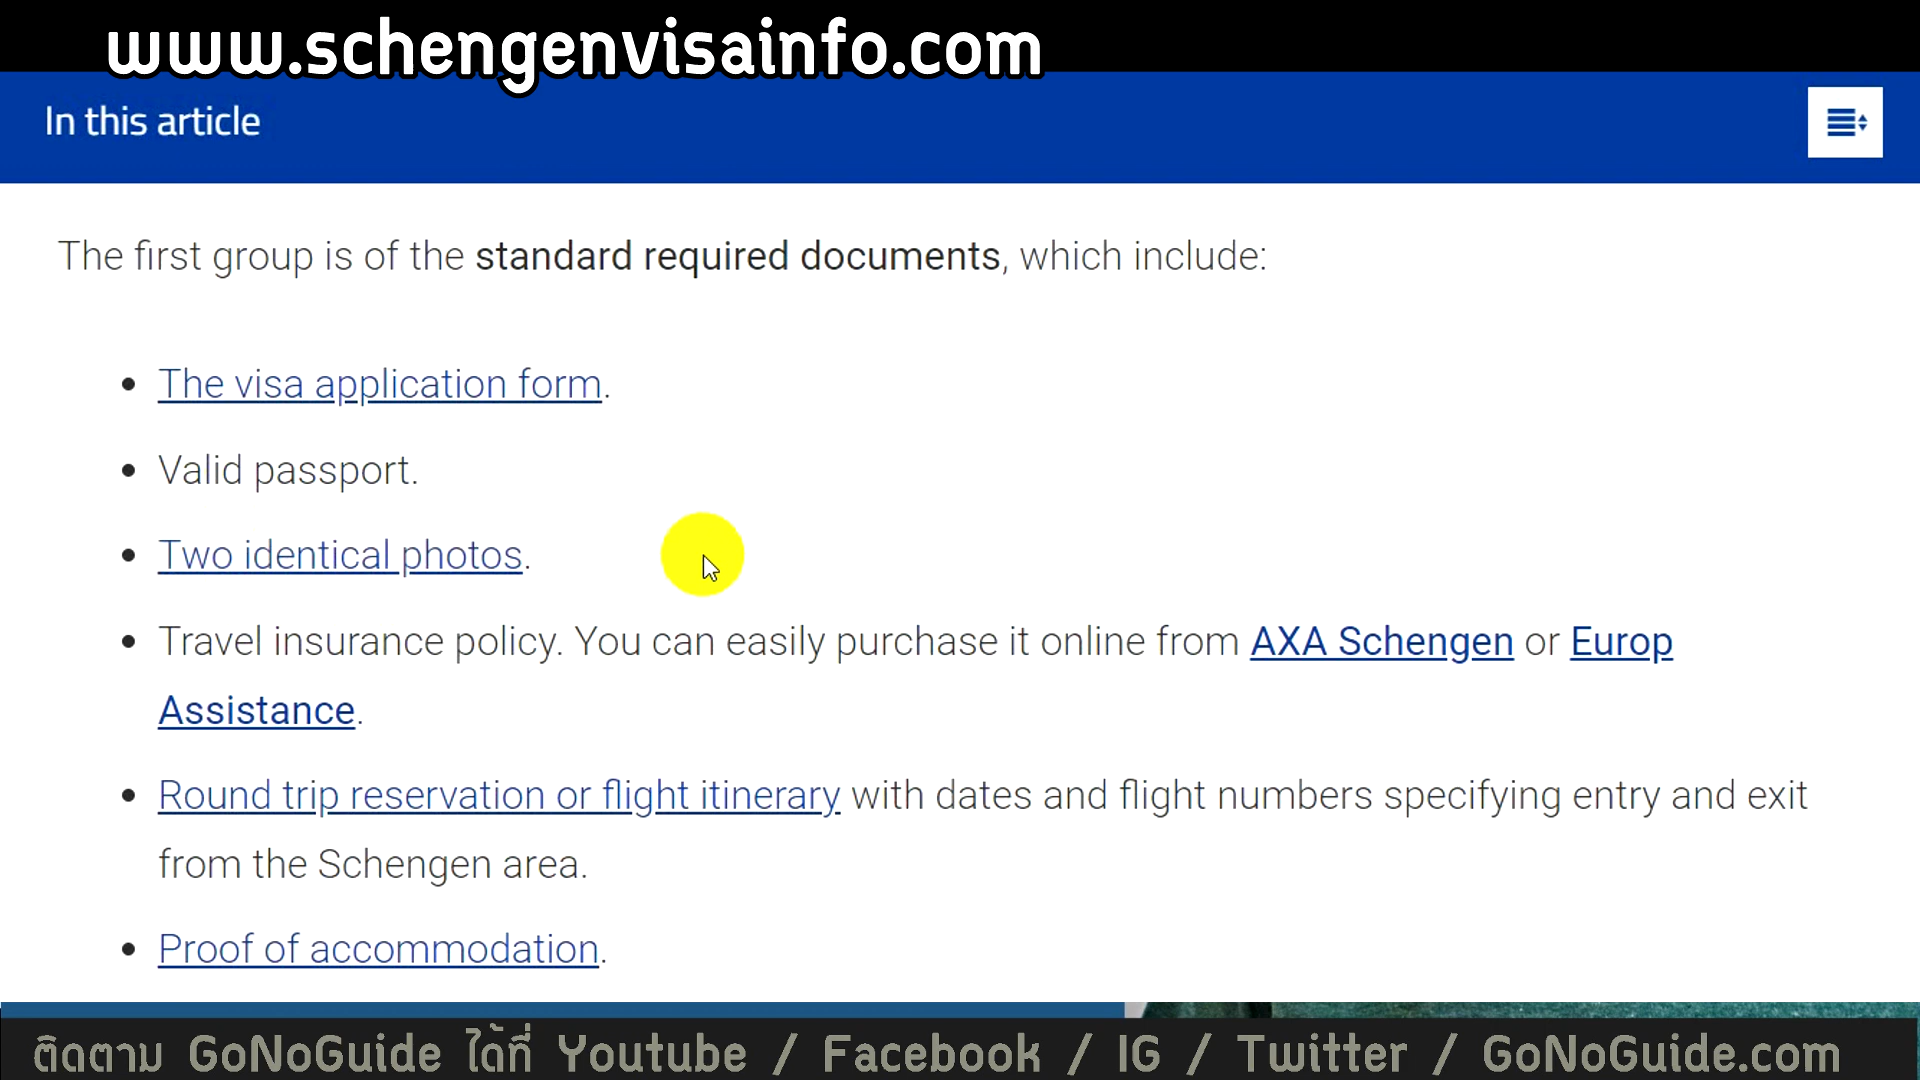 www.schengenvisainfo.com
In this article
The first group is of the standard required documents, which include:
The visa application form.
Valid passport.
Two identical photos.
Travel insurance policy. You can easily purchase it online from AXA Schengen or Europ
Assistance.
Round trip reservation or flight itinerary with dates and flight numbers specifying entry and exit
from the Schengen area.
Proof of accommodation.
ติดตาม GoNoGuide ได้ที่ Youtube / Facebook / IG / Twitter / GoNoGuide.com